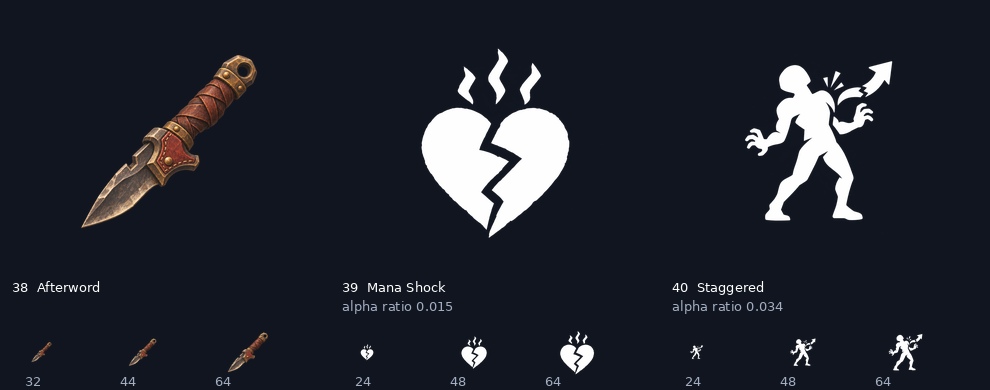 38 Afterword
39 Mana Shock
40 Staggered
alpha ratio 0.015
alpha ratio 0.034
32 44 64
24 48 64
24 48 64